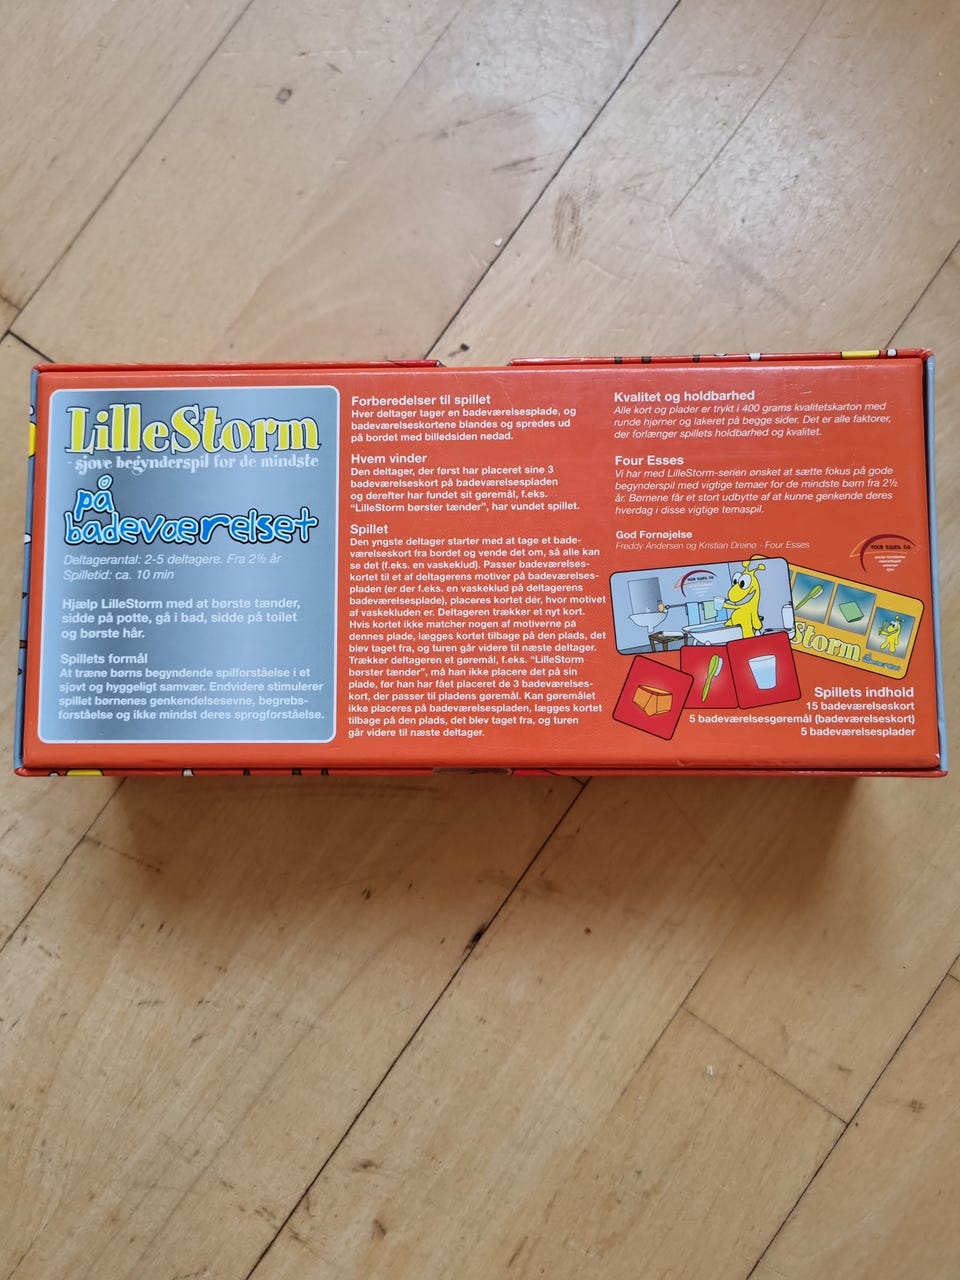 LilleStorm
- sjove begynderspil for de mindste
på
badeværelset
Deltagerantal: 2-5 deltagere. Fra 2½ år
Spilletid: ca. 10 min
Hjælp LilleStorm med at børste tænder,
sidde på potte, gå i bad, sidde på toilet
og børste hår.
Spillets formål
At træne børns begyndende spilforståelse i et
sjovt og hyggeligt samvær. Endvidere stimulerer
spillet børnenes genkendelsesevne, begrebs-
forståelse og ikke mindst deres sprogforståelse.
Forberedelser til spillet
Hver deltager tager en badeværelsesplade, og
badeværelseskortene blandes og spredes ud
på bordet med billedsiden nedad.
Hvem vinder
Den deltager, der først har placeret sine 3
badeværelseskort på badeværelsespladen
og derefter har fundet sit gøremål, f.eks.
"LilleStorm børster tænder", har vundet spillet.
Spillet
Den yngste deltager starter med at tage et bade-
værelseskort fra bordet og vende det om, så alle kan
se det (f.eks. en vaskeklud). Passer badeværelses-
kortet til et af deltagerens motiver på badeværelses-
pladen (er der f.eks. en vaskeklud på deltagerens
badeværelsesplade), placeres kortet dér, hvor motivet
af vaskekluden er. Deltageren trækker et nyt kort.
Hvis kortet ikke matcher nogen af motiverne på
dennes plade, lægges kortet tilbage på den plads, det
blev taget fra, og turen går videre til næste deltager.
Trækker deltageren et gøremål, f.eks. "LilleStorm
børster tænder", må han ikke placere det på sin
plade, før han har fået placeret de 3 badeværelses-
kort, der passer til pladens gøremål. Kan gøremålet
ikke placeres på badeværelsespladen, lægges kortet
tilbage på den plads, det blev taget fra, og turen
går videre til næste deltager.
Kvalitet og holdbarhed
Alle kort og plader er trykt i 400 grams kvalitetskarton med
runde hjørner og lakeret på begge sider. Det er alle faktorer,
der forlænger spillets holdbarhed og kvalitet.
Four Esses
Vi har med LilleStorm-serien ønsket at sætte fokus på gode
begynderspil med vigtige temaer for de mindste børn fra 2½
år. Børnene får et stort udbytte af at kunne genkende deres
hverdag i disse vigtige temaspil.
God Fornøjelse
Freddy Andersen og Kristian Dreinø - Four Esses
FOUR ESSES
FOUR ESSES
Storm
Spillets indhold
15 badeværelseskort
5 badeværelsesgøremål (badeværelseskort)
5 badeværelsesplader